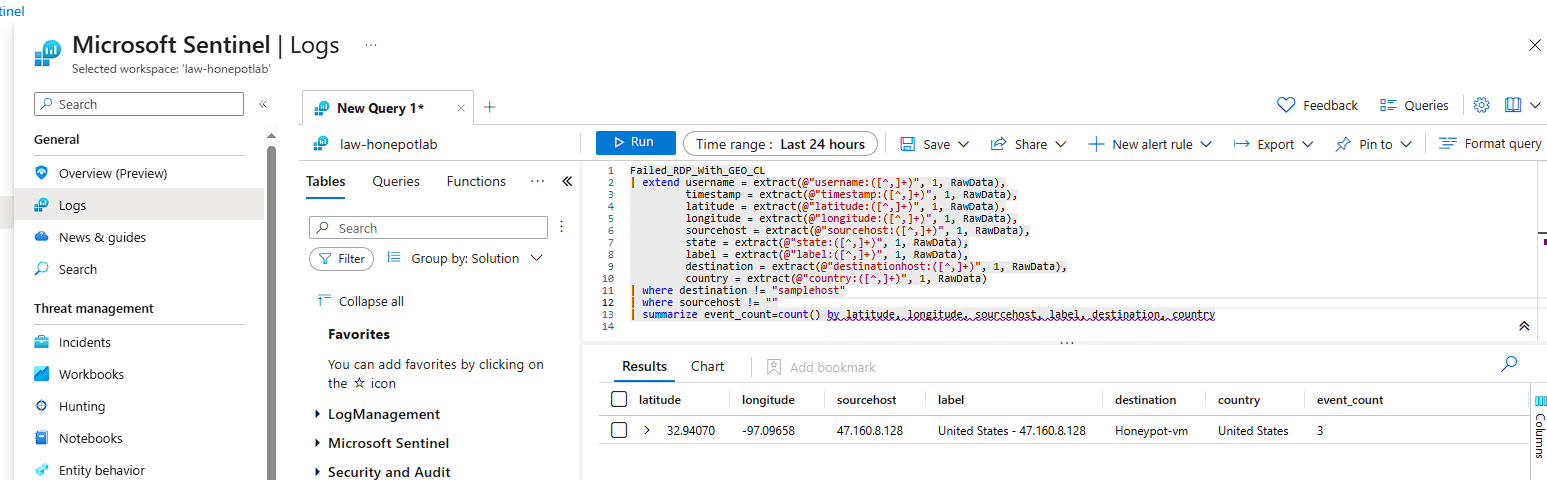 tinel
Microsoft Sentinel | Logs ...
Selected workspace: 'law-honepotlab'
Search «
General
Overview (Preview)
Logs
News & guides
Search
Threat management
Incidents
Workbooks
Hunting
Notebooks
Entity behavior
New Query 1*
Feedback Queries
law-honepotlab
Run Time range : Last 24 hours Save Share New alert rule Export Pin to Format query
Tables Queries Functions ... «
Search
Filter Group by: Solution
Collapse all
Favorites
You can add favorites by clicking on
the ☆ icon
LogManagement
Microsoft Sentinel
Security and Audit
1 Failed_RDP_With_GEO_CL
2 | extend username = extract(@"username:([^,]+)", 1, RawData),
3 timestamp = extract(@"timestamp:([^,]+)", 1, RawData),
4 latitude = extract(@"latitude:([^,]+)", 1, RawData),
5 longitude = extract(@"longitude:([^,]+)", 1, RawData),
6 sourcehost = extract(@"sourcehost:([^,]+)", 1, RawData),
7 state = extract(@"state:([^,]+)", 1, RawData),
8 label = extract(@"label:([^,]+)", 1, RawData),
9 destination = extract(@"destinationhost:([^,]+)", 1, RawData),
10 country = extract(@"country:([^,]+)", 1, RawData)
11 | where destination != "samplehost"
12 | where sourcehost != ""
13 | summarize event_count=count() by latitude, longitude, sourcehost, label, destination, country
14
Results Chart Add bookmark
latitude longitude sourcehost label destination country event_count
32.94070 -97.09658 47.160.8.128 United States - 47.160.8.128 Honeypot-vm United States 3
Columns